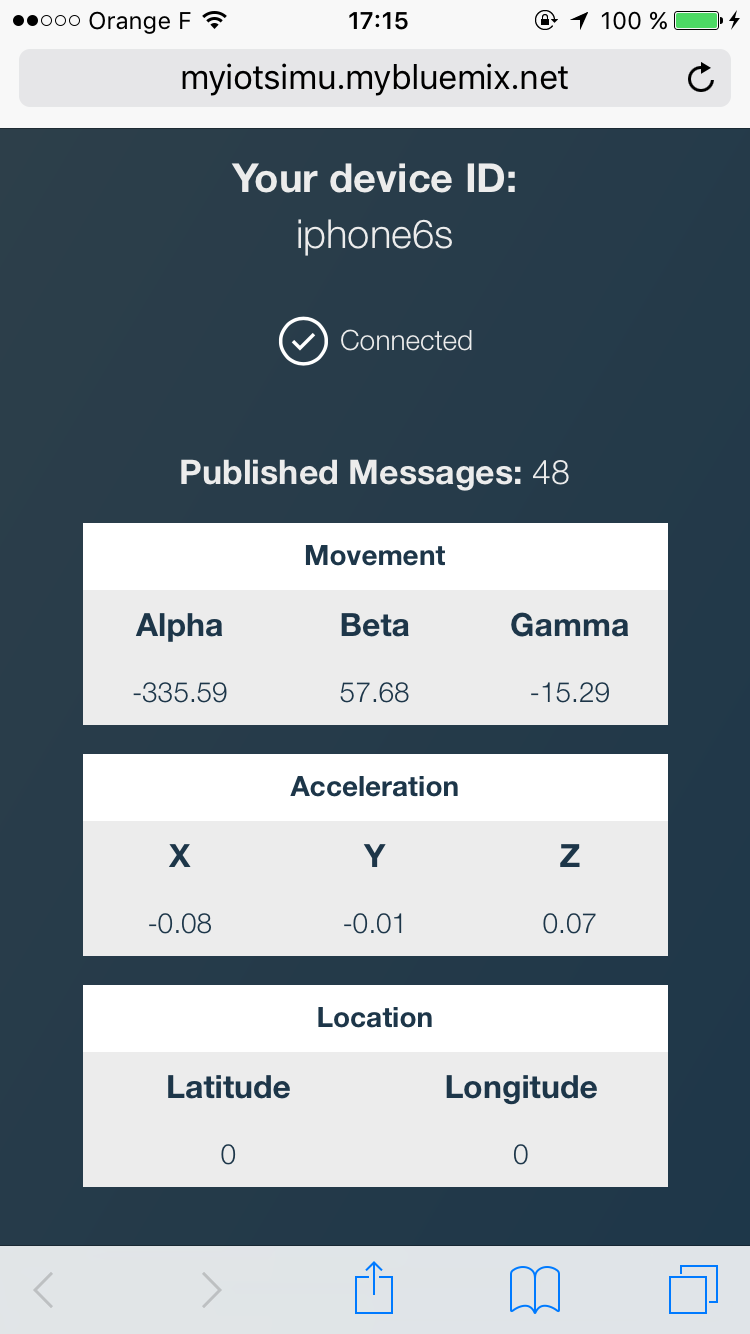 Orange F 17:15 100 %
myiotsimu.mybluemix.net
Your device ID:
iphone6s
Connected
Published Messages: 48
Movement
Alpha Beta Gamma
-335.59 57.68 -15.29
Acceleration
X Y Z
-0.08 -0.01 0.07
Location
Latitude Longitude
0 0